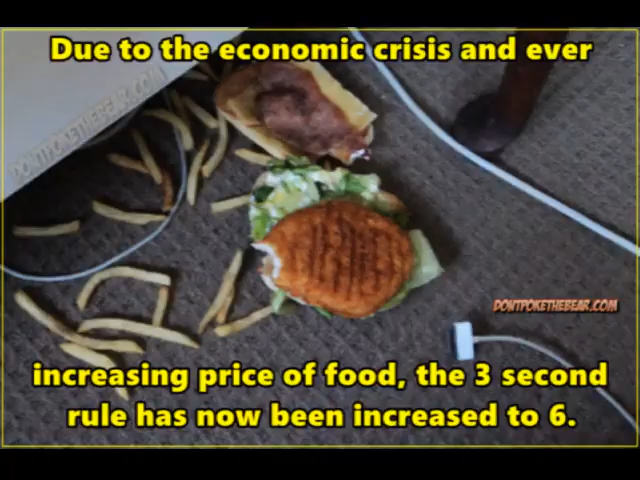 Due to the economic crisis and ever
DONTPOKETHEBEAR.COM
DONTPOKETHEBEAR.COM
increasing price of food, the 3 second
rule has now been increased to 6.